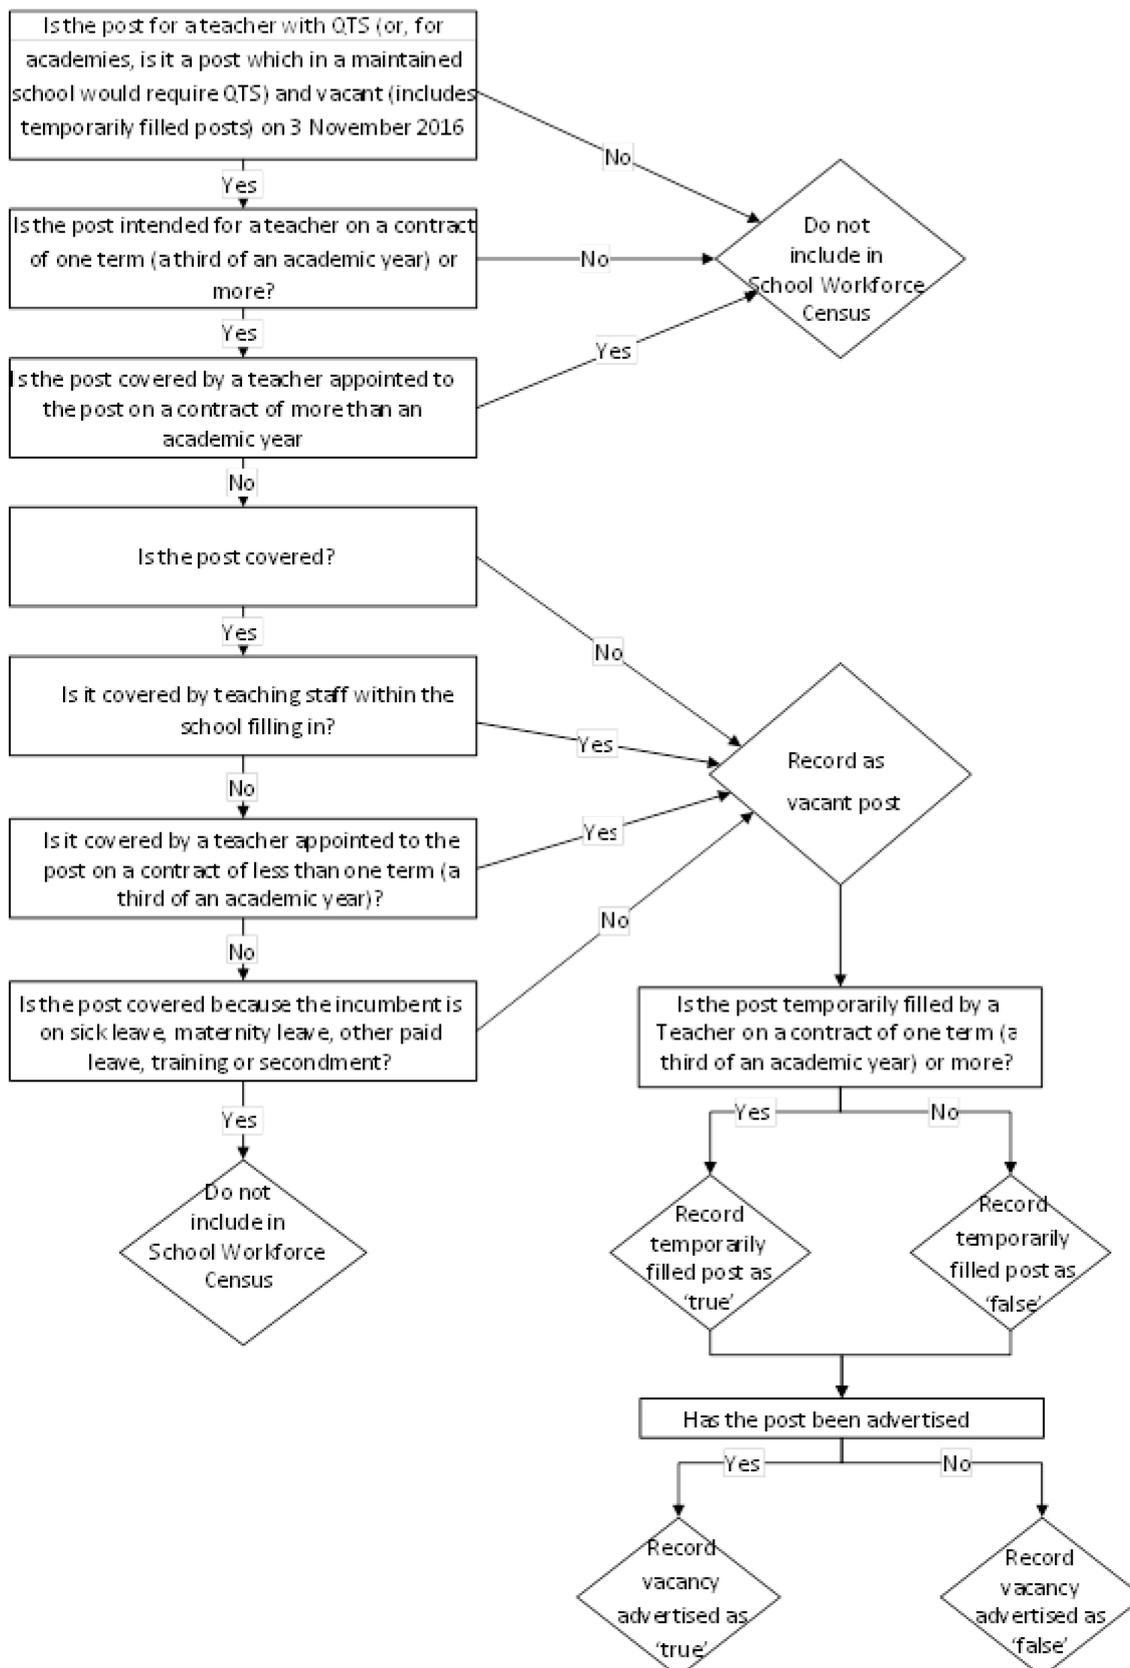 Is the post for a teacher with QTS (or, for
academies, is it a post which in a maintained
school would require QTS) and vacant (includes
temporarily filled posts) on 3 November 2016
No
Yes
Do not
include in
School Workforce
Census
Is the post intended for a teacher on a contract
of one term (a third of an academic year) or
more?
No
Yes
Yes
Is the post covered by a teacher appointed to
the post on a contract of more than an
academic year
No
Is the post covered?
No
Yes
Is it covered by teaching staff within the
school filling in?
Yes
Record as
vacant post
No
Is it covered by a teacher appointed to the
post on a contract of less than one term (a
third of an academic year)?
Yes
No
No
Is the post covered because the incumbent is
on sick leave, maternity leave, other paid
leave, training or secondment?
Is the post temporarily filled by a
Teacher on a contract of one term (a
third of an academic year) or more?
Yes
Yes
No
Do not
include in
School Workforce
Census
Record
temporarily
filled post as
‘true’
Record
temporarily
filled post as
‘false’
Has the post been advertised
Yes
No
Record
vacancy
advertised as
‘true’
Record
vacancy
advertised as
‘false’